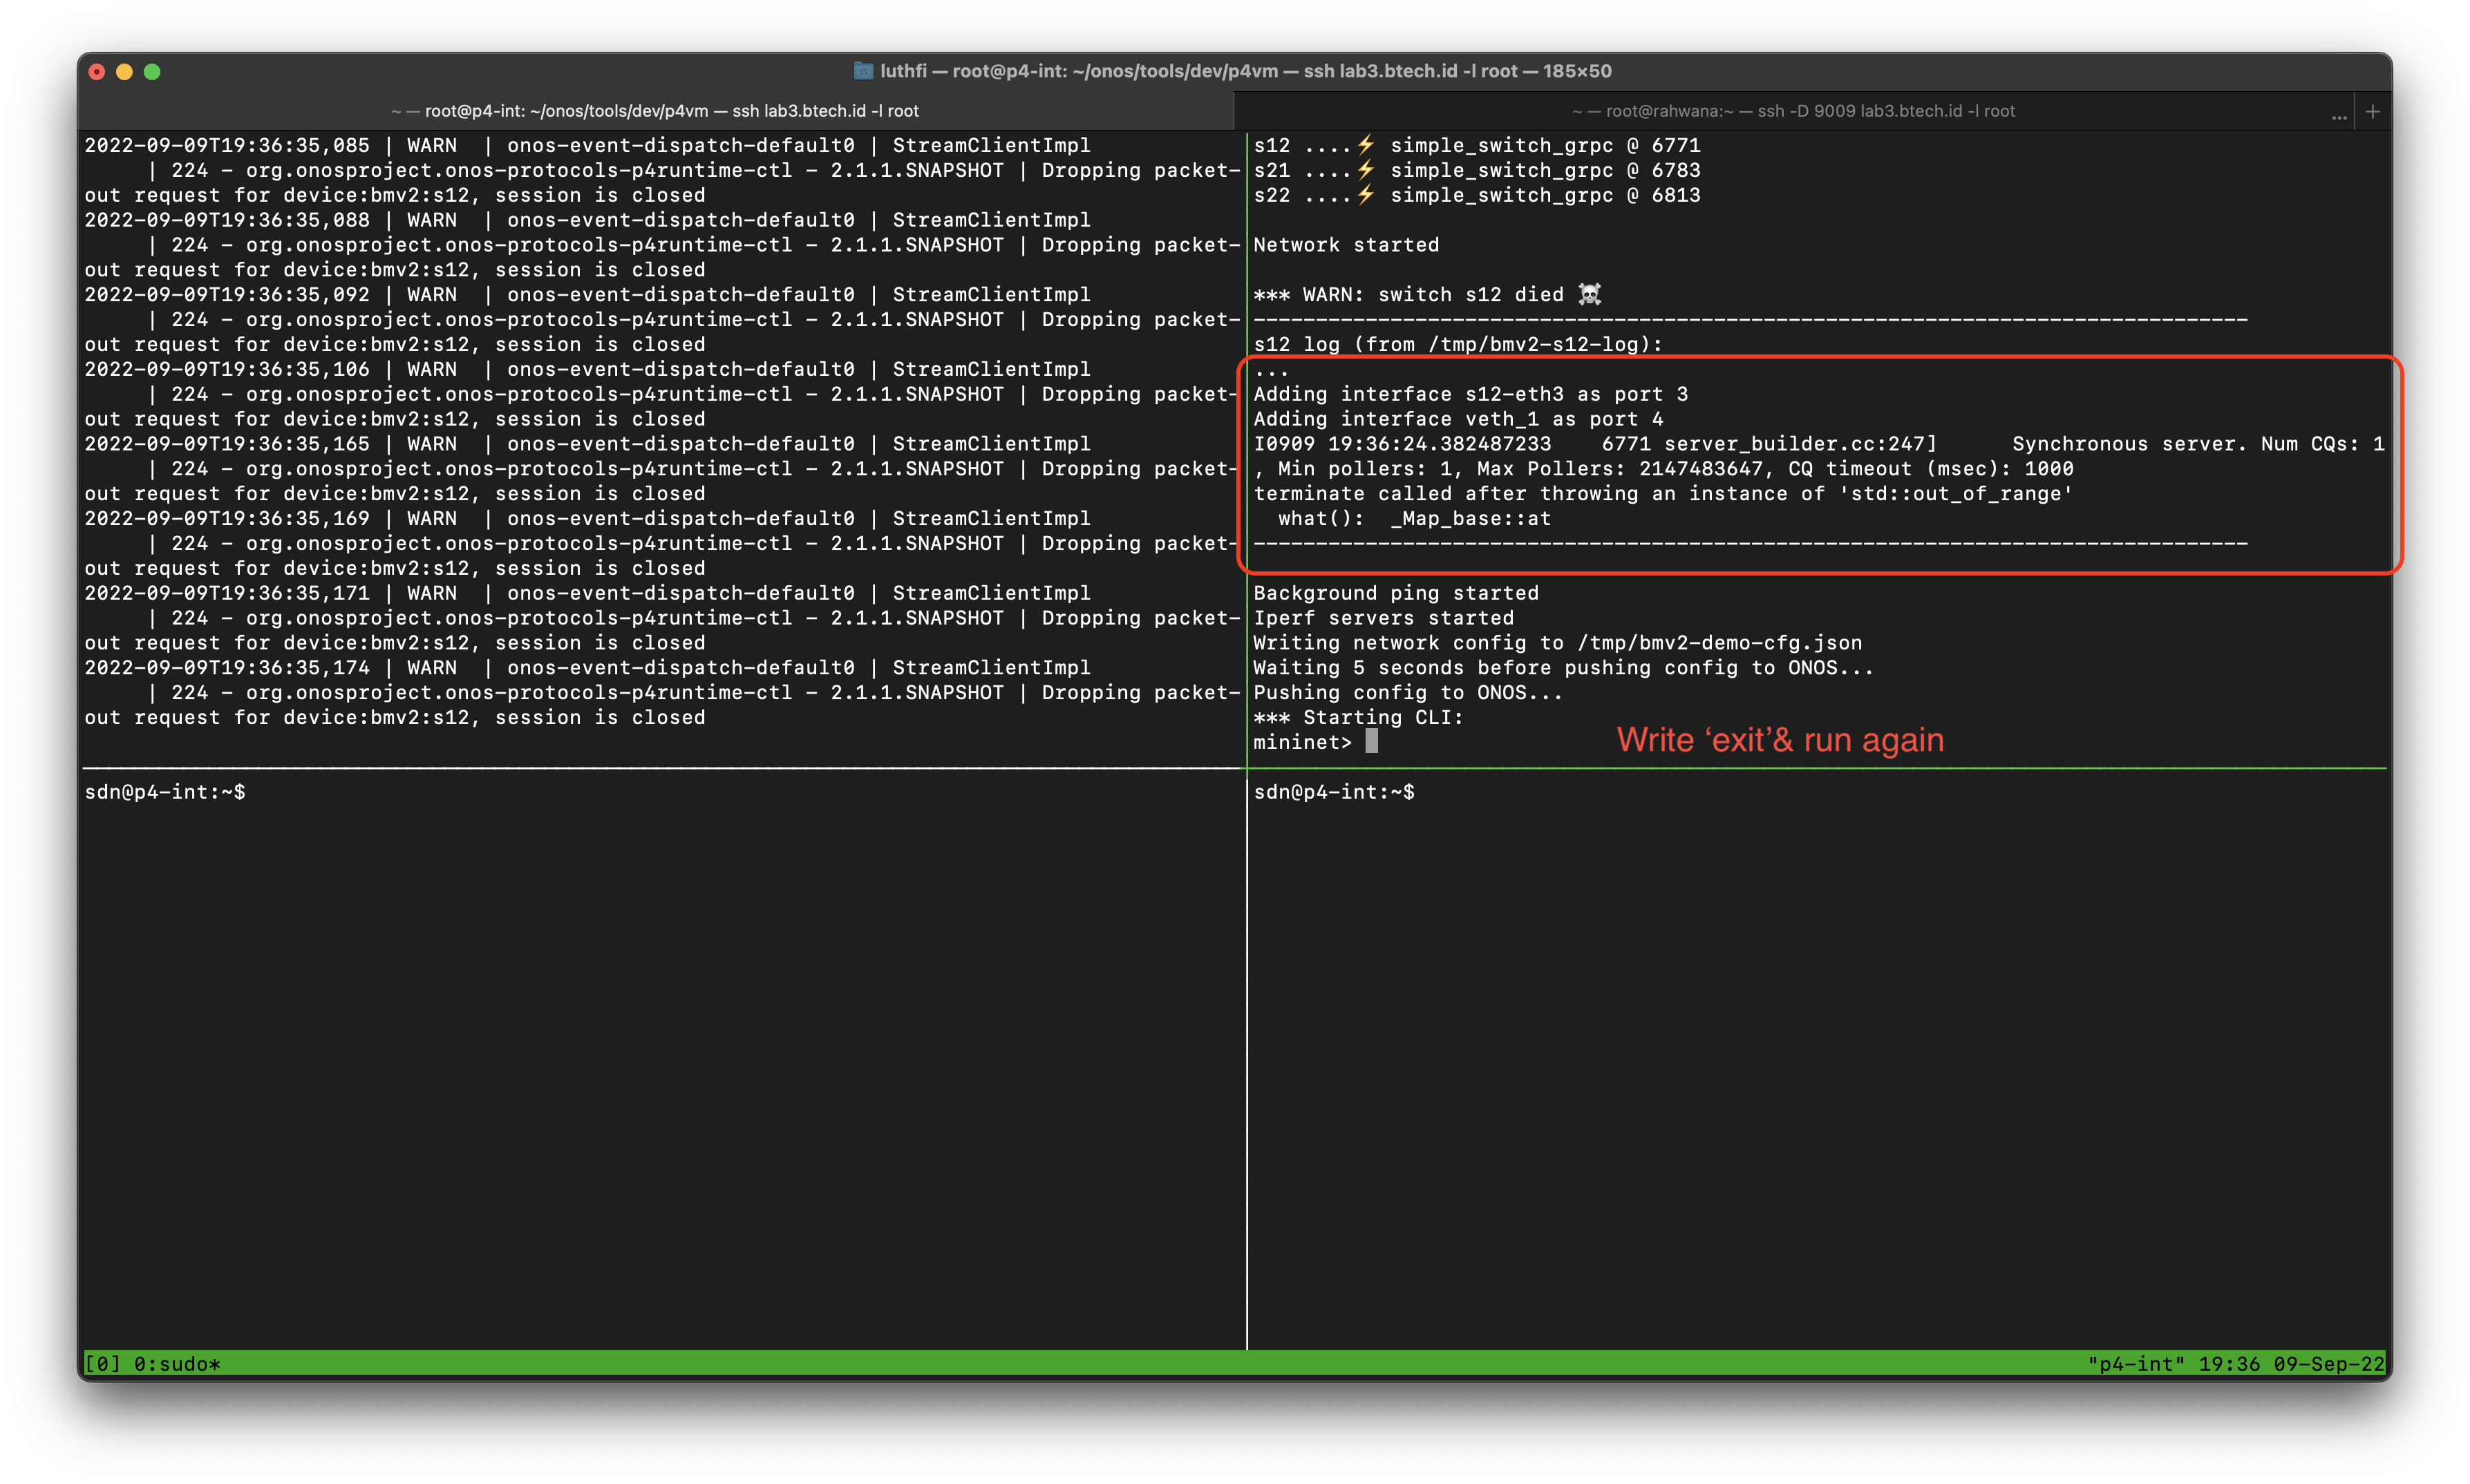 luthfi — root@p4-int: ~/onos/tools/dev/p4vm — ssh lab3.btech.id -l root — 185×50
~ — root@p4-int: ~/onos/tools/dev/p4vm — ssh lab3.btech.id -l root
~ — root@rahwana:~ — ssh -D 9009 lab3.btech.id -l root ... +
2022-09-09T19:36:35,085 | WARN  | onos-event-dispatch-default0 | StreamClientImpl
| 224 - org.onosproject.onos-protocols-p4runtime-ctl - 2.1.1.SNAPSHOT | Dropping packet-
out request for device:bmv2:s12, session is closed
2022-09-09T19:36:35,088 | WARN  | onos-event-dispatch-default0 | StreamClientImpl
| 224 - org.onosproject.onos-protocols-p4runtime-ctl - 2.1.1.SNAPSHOT | Dropping packet-
out request for device:bmv2:s12, session is closed
2022-09-09T19:36:35,092 | WARN  | onos-event-dispatch-default0 | StreamClientImpl
| 224 - org.onosproject.onos-protocols-p4runtime-ctl - 2.1.1.SNAPSHOT | Dropping packet-
out request for device:bmv2:s12, session is closed
2022-09-09T19:36:35,106 | WARN  | onos-event-dispatch-default0 | StreamClientImpl
| 224 - org.onosproject.onos-protocols-p4runtime-ctl - 2.1.1.SNAPSHOT | Dropping packet-
out request for device:bmv2:s12, session is closed
2022-09-09T19:36:35,165 | WARN  | onos-event-dispatch-default0 | StreamClientImpl
| 224 - org.onosproject.onos-protocols-p4runtime-ctl - 2.1.1.SNAPSHOT | Dropping packet-
out request for device:bmv2:s12, session is closed
2022-09-09T19:36:35,169 | WARN  | onos-event-dispatch-default0 | StreamClientImpl
| 224 - org.onosproject.onos-protocols-p4runtime-ctl - 2.1.1.SNAPSHOT | Dropping packet-
out request for device:bmv2:s12, session is closed
2022-09-09T19:36:35,171 | WARN  | onos-event-dispatch-default0 | StreamClientImpl
| 224 - org.onosproject.onos-protocols-p4runtime-ctl - 2.1.1.SNAPSHOT | Dropping packet-
out request for device:bmv2:s12, session is closed
2022-09-09T19:36:35,174 | WARN  | onos-event-dispatch-default0 | StreamClientImpl
| 224 - org.onosproject.onos-protocols-p4runtime-ctl - 2.1.1.SNAPSHOT | Dropping packet-
out request for device:bmv2:s12, session is closed
s12 ....⚡ simple_switch_grpc @ 6771
s21 ....⚡ simple_switch_grpc @ 6783
s22 ....⚡ simple_switch_grpc @ 6813
Network started
*** WARN: switch s12 died ☠️
--------------------------------------------------------------------------------
s12 log (from /tmp/bmv2-s12-log):
...
Adding interface s12-eth3 as port 3
Adding interface veth_1 as port 4
I0909 19:36:24.382487233    6771 server_builder.cc:247]      Synchronous server. Num CQs: 1
, Min pollers: 1, Max Pollers: 2147483647, CQ timeout (msec): 1000
terminate called after throwing an instance of 'std::out_of_range'
what():  _Map_base::at
--------------------------------------------------------------------------------
Background ping started
Iperf servers started
Writing network config to /tmp/bmv2-demo-cfg.json
Waiting 5 seconds before pushing config to ONOS...
Pushing config to ONOS...
*** Starting CLI:
mininet>
Write ‘exit’& run again
sdn@p4-int:~$
sdn@p4-int:~$
[0] 0:sudo*
"p4-int" 19:36 09-Sep-22